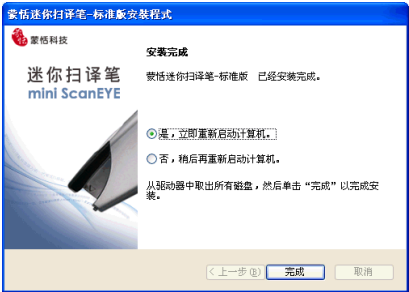 蒙恬迷你扫译笔-标准版安裝程式
蒙恬科技
迷你扫译笔
mini ScanEYE
安装完成
蒙恬迷你扫译笔-标准版 已经安装完成。
是，立即重新启动计算机。
否，稍后再重新启动计算机。
从驱动器中取出所有磁盘，然后单击“完成”以完成安
装。
< 上一步(B)
完成
取消